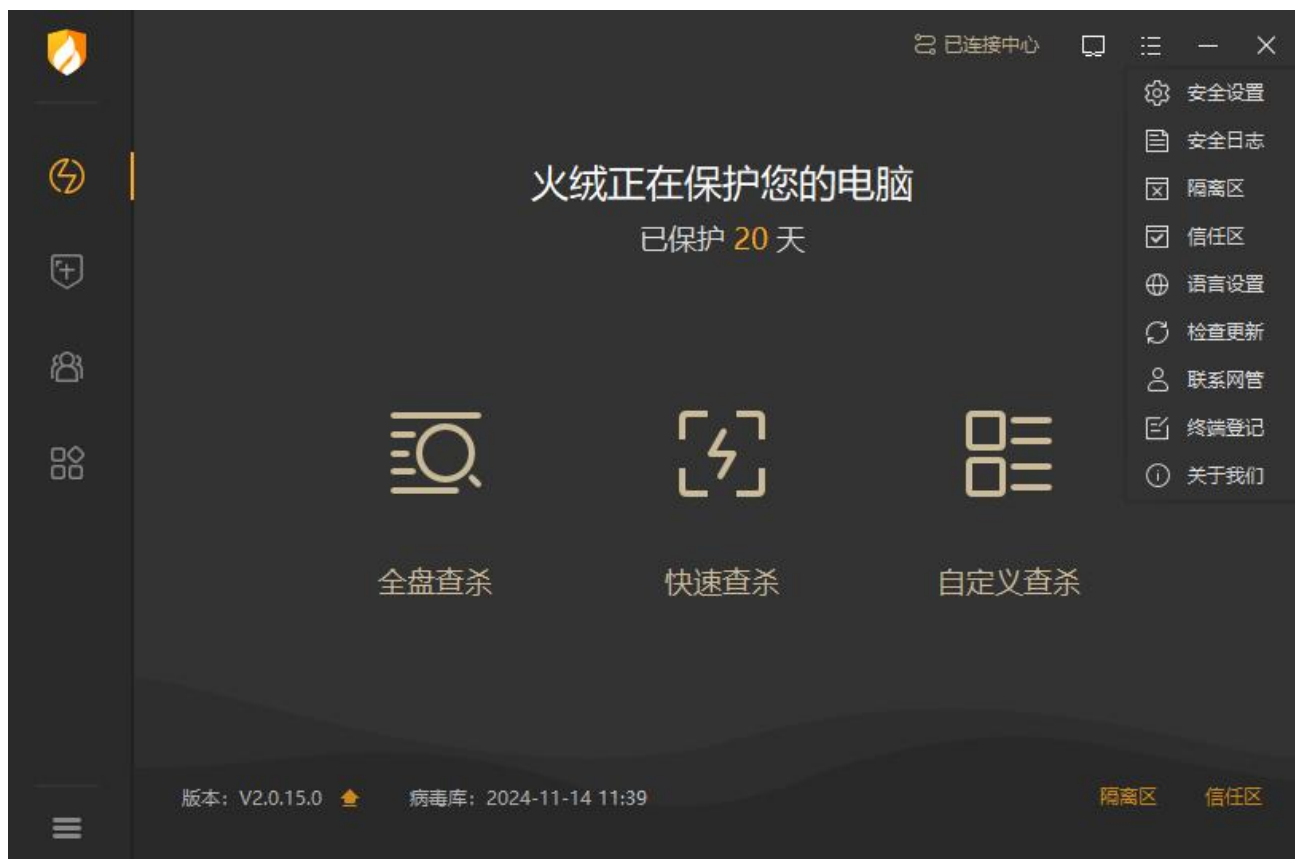 已连接中心
安全设置
安全日志
隔离区
信任区
语言设置
检查更新
联系网管
终端登记
关于我们
火绒正在保护您的电脑
已保护 20 天
全盘查杀
快速查杀
自定义查杀
版本：V2.0.15.0 病毒库：2024-11-14 11:39 隔离区 信任区